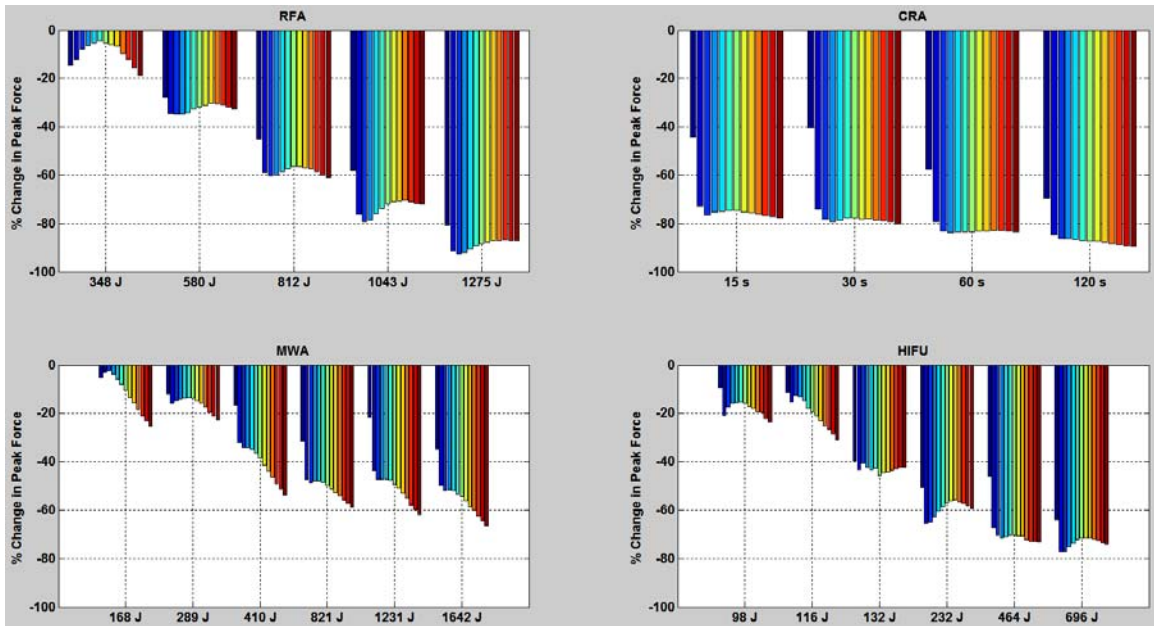 RFA
% Change in Peak Force
0
-20
-40
-60
-80
-100
348 J 580 J 812 J 1043 J 1275 J
CRA
% Change in Peak Force
0
-20
-40
-60
-80
-100
15 s 30 s 60 s 120 s
MWA
% Change in Peak Force
0
-20
-40
-60
-80
-100
168 J 289 J 410 J 821 J 1231 J 1642 J
HIFU
% Change in Peak Force
0
-20
-40
-60
-80
-100
98 J 116 J 132 J 232 J 464 J 696 J